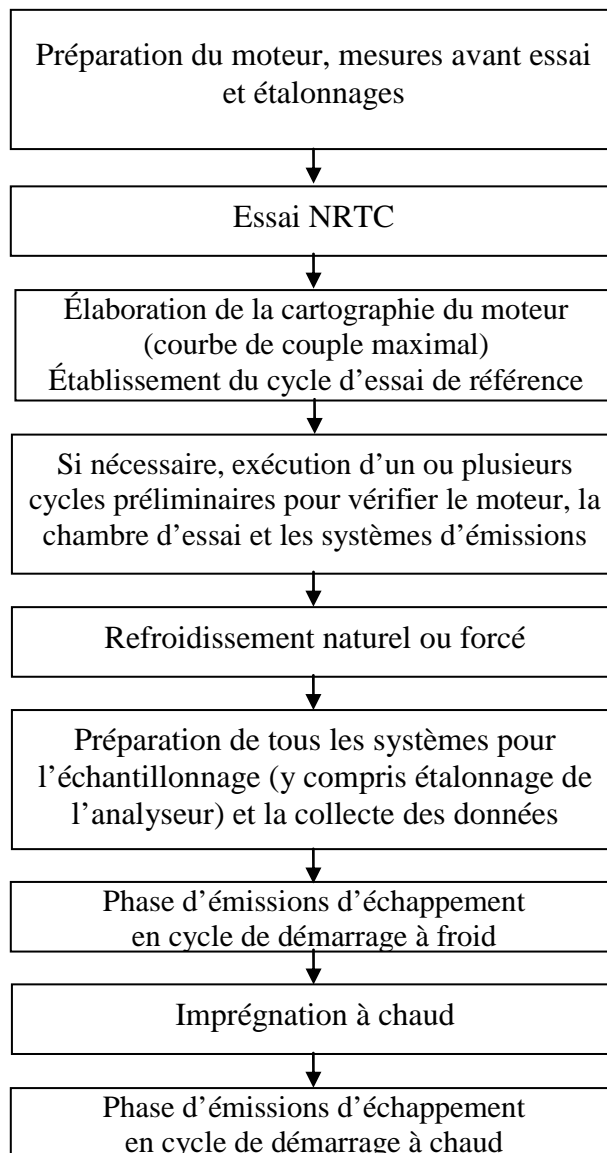 Préparation du moteur, mesures avant essai
et étalonnages
Essai NRTC
Élaboration de la cartographie du moteur
(courbe de couple maximal)
Établissement du cycle d’essai de référence
Si nécessaire, exécution d’un ou plusieurs
cycles préliminaires pour vérifier le moteur, la
chambre d’essai et les systèmes d’émissions
Refroidissement naturel ou forcé
Préparation de tous les systèmes pour
l’échantillonnage (y compris étalonnage de
l’analyseur) et la collecte des données
Phase d’émissions d’échappement
en cycle de démarrage à froid
Imprégnation à chaud
Phase d’émissions d’échappement
en cycle de démarrage à chaud